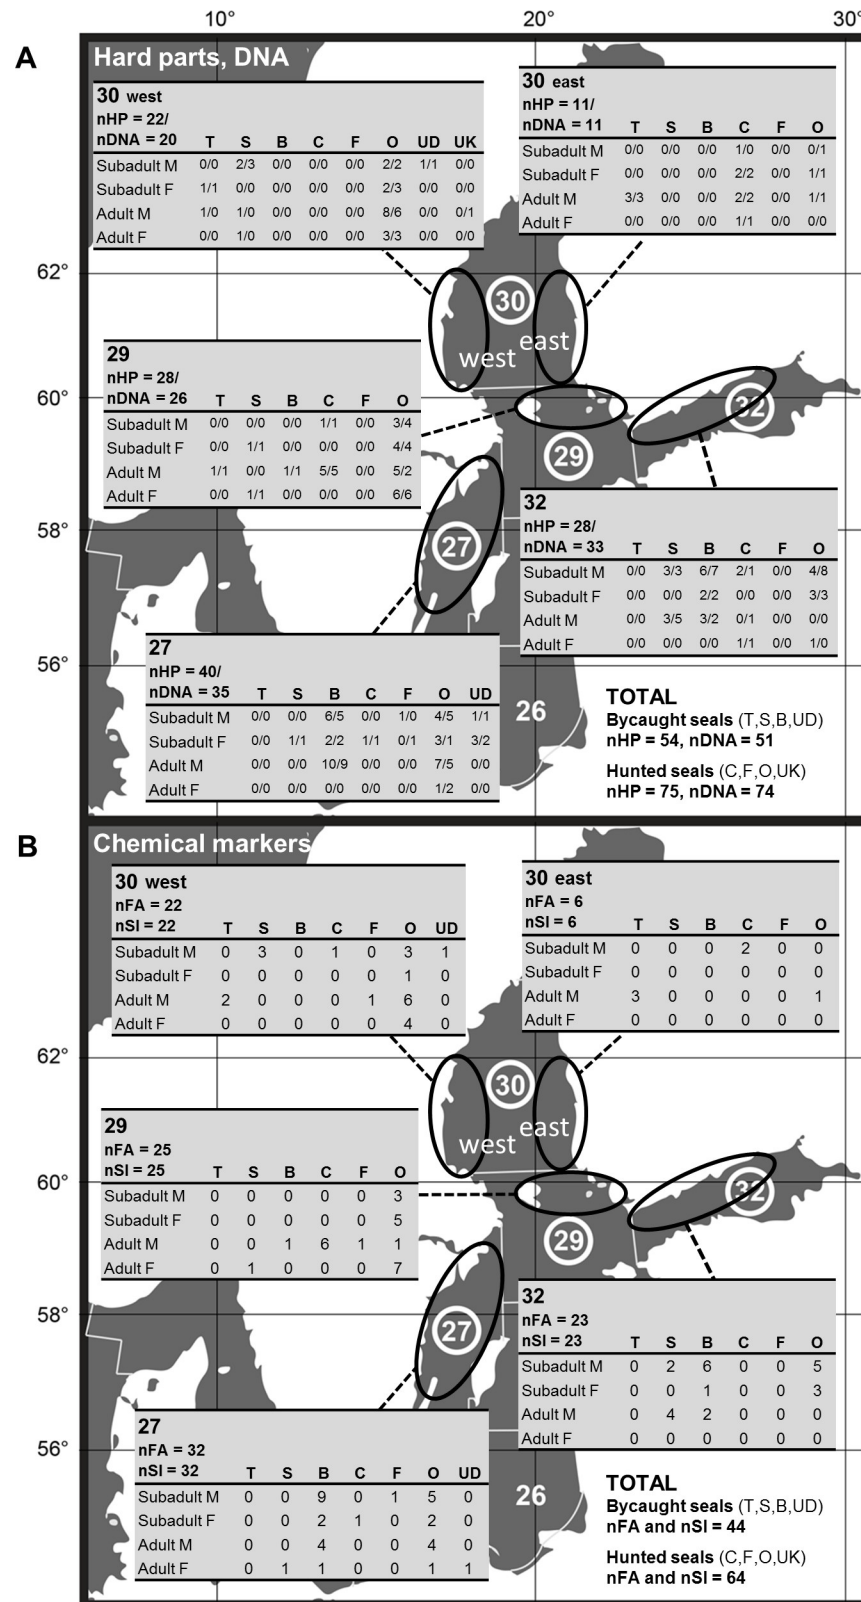 10° 20° 30°
A
Hard parts, DNA
30 west
nHP = 22/
nDNA = 20 T S B C F O UD UK
Subadult M 0/0 2/3 0/0 0/0 0/0 2/2 1/1 0/0
Subadult F 1/1 0/0 0/0 0/0 0/0 2/3 0/0 0/0
Adult M 1/0 1/0 0/0 0/0 0/0 8/6 0/0 0/1
Adult F 0/0 1/0 0/0 0/0 0/0 3/3 0/0 0/0
30 east
nHP = 11/
nDNA = 11 T S B C F O
Subadult M 0/0 0/0 0/0 1/0 0/0 0/1
Subadult F 0/0 0/0 0/0 2/2 0/0 1/1
Adult M 3/3 0/0 0/0 2/2 0/0 1/1
Adult F 0/0 0/0 0/0 1/1 0/0 0/0
62°
30
west east
60°
29
nHP = 28/
nDNA = 26 T S B C F O
Subadult M 0/0 0/0 0/0 1/1 0/0 3/4
Subadult F 0/0 1/1 0/0 0/0 0/0 4/4
Adult M 1/1 0/0 1/1 5/5 0/0 5/2
Adult F 0/0 1/1 0/0 0/0 0/0 6/6
32
29
58°
27
32
nHP = 28/
nDNA = 33 T S B C F O
Subadult M 0/0 3/3 6/7 2/1 0/0 4/8
Subadult F 0/0 0/0 2/2 0/0 0/0 3/3
Adult M 0/0 3/5 3/2 0/1 0/0 0/0
Adult F 0/0 0/0 0/0 1/1 0/0 1/0
56°
27
nHP = 40/
nDNA = 35 T S B C F O UD
Subadult M 0/0 0/0 6/5 0/0 1/0 4/5 1/1
Subadult F 0/0 1/1 2/2 1/1 0/1 3/1 3/2
Adult M 0/0 0/0 10/9 0/0 0/0 7/5 0/0
Adult F 0/0 0/0 0/0 0/0 0/0 1/2 0/0
26
TOTAL
Bycaught seals (T,S,B,UD)
nHP = 54, nDNA = 51
Hunted seals (C,F,O,UK)
nHP = 75, nDNA = 74
B
Chemical markers
30 west
nFA = 22
nSI = 22 T S B C F O UD
Subadult M 0 3 0 1 0 3 1
Subadult F 0 0 0 0 0 1 0
Adult M 2 0 0 0 1 6 0
Adult F 0 0 0 0 0 4 0
30 east
nFA = 6
nSI = 6 T S B C F O
Subadult M 0 0 0 2 0 0
Subadult F 0 0 0 0 0 0
Adult M 3 0 0 0 0 1
Adult F 0 0 0 0 0 0
62°
30
west east
60°
29
nFA = 25
nSI = 25 T S B C F O
Subadult M 0 0 0 0 0 3
Subadult F 0 0 0 0 0 5
Adult M 0 0 1 6 1 1
Adult F 0 1 0 0 0 7
32
29
58°
27
32
nFA = 23
nSI = 23 T S B C F O
Subadult M 0 2 6 0 0 5
Subadult F 0 0 1 0 0 3
Adult M 0 4 2 0 0 0
Adult F 0 0 0 0 0 0
56°
27
nFA = 32
nSI = 32 T S B C F O UD
Subadult M 0 0 9 0 1 5 0
Subadult F 0 0 2 1 0 2 0
Adult M 0 0 4 0 0 4 0
Adult F 0 1 1 0 0 1 1
26
TOTAL
Bycaught seals (T,S,B,UD)
nFA and nSI = 44
Hunted seals (C,F,O,UK)
nFA and nSI = 64